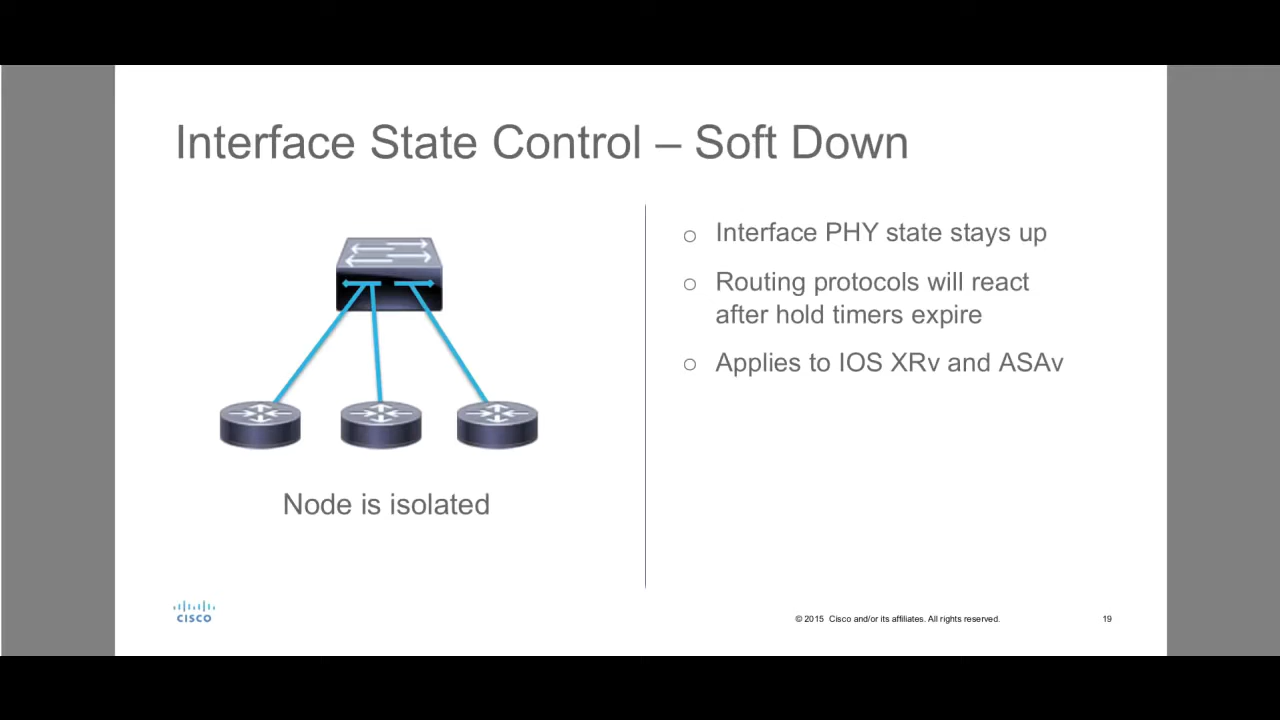 Interface State Control – Soft Down
Interface PHY state stays up
Routing protocols will react
after hold timers expire
Applies to IOS XRv and ASAv
Node is isolated
CISCO
© 2015 Cisco and/or its affiliates. All rights reserved.
19